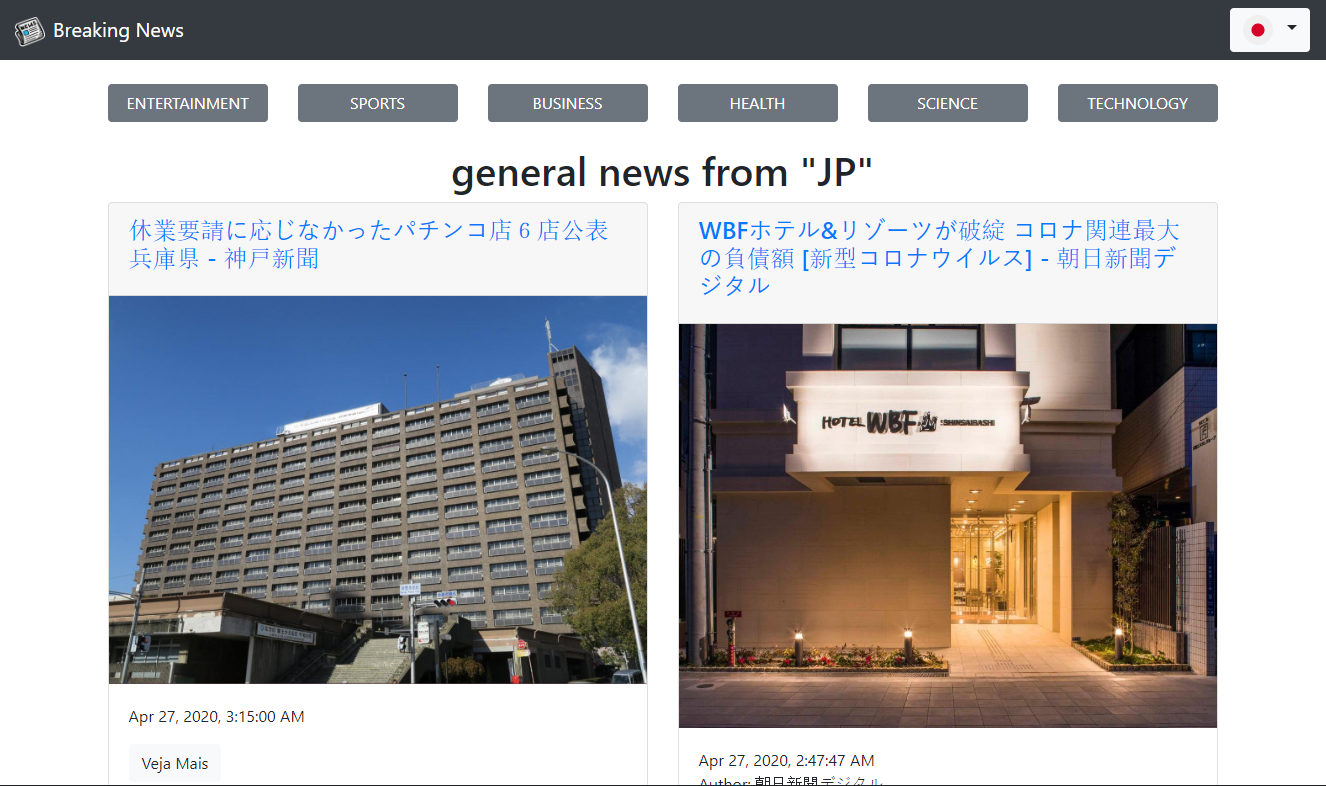 Breaking News
ENTERTAINMENT
SPORTS
BUSINESS
HEALTH
SCIENCE
TECHNOLOGY
general news from "JP"
休業要請に応じなかったパチンコ店６店公表
兵庫県 - 神戸新聞
Apr 27, 2020, 3:15:00 AM
Veja Mais
WBFホテル&リゾーツが破綻 コロナ関連最大
の負債額 [新型コロナウイルス] - 朝日新聞デ
ジタル
HOTEL WBF SHINSAIBASHI
Apr 27, 2020, 2:47:47 AM
Author: 朝日新聞デジタル